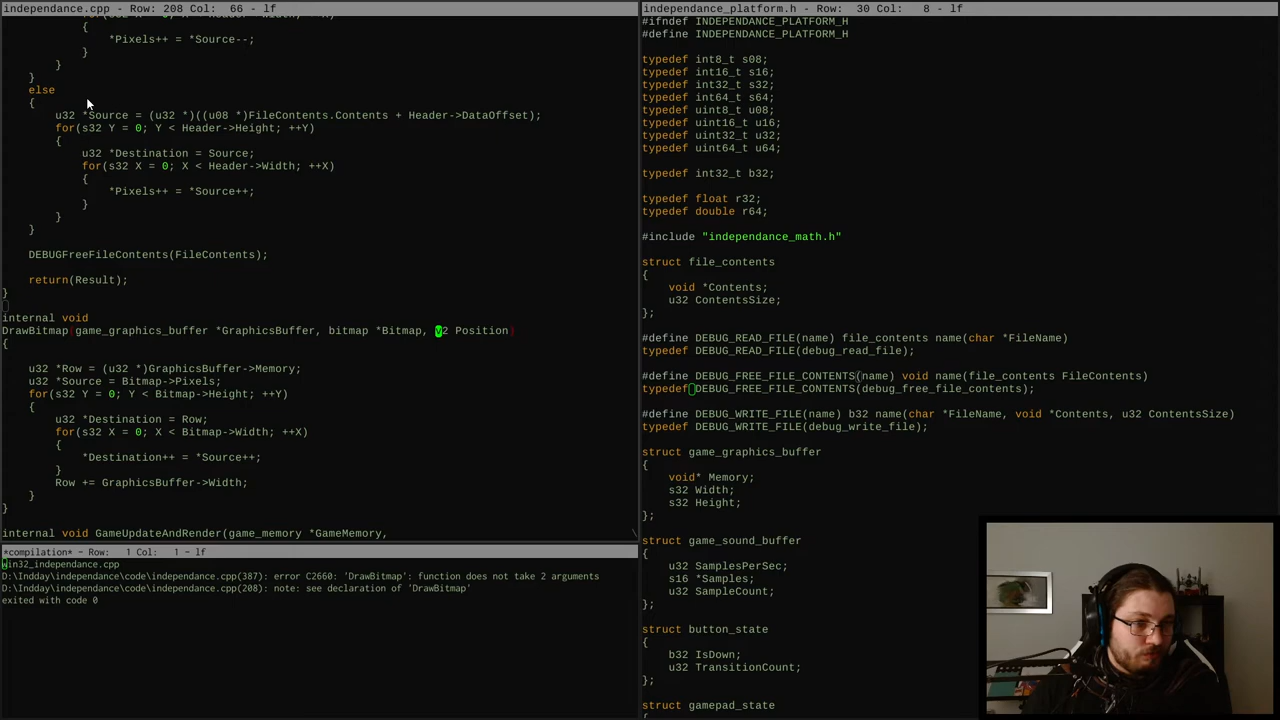 independance.cpp - Row: 208 Col: 66 - lf
{
*Pixels++ = *Source--;
}
}
}
else
{
u32 *Source = (u32 *)((u08 *)FileContents.Contents + Header->DataOffset);
for(s32 Y = 0; Y < Header->Height; ++Y)
{
u32 *Destination = Source;
for(s32 X = 0; X < Header->Width; ++X)
{
*Pixels++ = *Source++;
}
}
}
DEBUGFreeFileContents(FileContents);
return(Result);
}
internal void
DrawBitmap(game_graphics_buffer *GraphicsBuffer, bitmap *Bitmap, v2 Position)
{
u32 *Row = (u32 *)GraphicsBuffer->Memory;
u32 *Source = Bitmap->Pixels;
for(s32 Y = 0; Y < Bitmap->Height; ++Y)
{
u32 *Destination = Row;
for(s32 X = 0; X < Bitmap->Width; ++X)
{
*Destination++ = *Source++;
}
Row += GraphicsBuffer->Width;
}
}
internal void GameUpdateAndRender(game_memory *GameMemory,
*compilation* - Row: 1 Col: 1 - lf
win32_independance.cpp
D:\Indday\independance\code\independance.cpp(387): error C2660: 'DrawBitmap': function does not take 2 arguments
D:\Indday\independance\code\independance.cpp(208): note: see declaration of 'DrawBitmap'
exited with code 0
independance_platform.h - Row: 30 Col: 8 - lf
#ifndef INDEPENDANCE_PLATFORM_H
#define INDEPENDANCE_PLATFORM_H
typedef int8_t s08;
typedef int16_t s16;
typedef int32_t s32;
typedef int64_t s64;
typedef uint8_t u08;
typedef uint16_t u16;
typedef uint32_t u32;
typedef uint64_t u64;
typedef int32_t b32;
typedef float r32;
typedef double r64;
#include "independance_math.h"
struct file_contents
{
void *Contents;
u32 ContentsSize;
};
#define DEBUG_READ_FILE(name) file_contents name(char *FileName)
typedef DEBUG_READ_FILE(debug_read_file);
#define DEBUG_FREE_FILE_CONTENTS(name) void name(file_contents FileContents)
typedef DEBUG_FREE_FILE_CONTENTS(debug_free_file_contents);
#define DEBUG_WRITE_FILE(name) b32 name(char *FileName, void *Contents, u32 ContentsSize)
typedef DEBUG_WRITE_FILE(debug_write_file);
struct game_graphics_buffer
{
void* Memory;
s32 Width;
s32 Height;
};
struct game_sound_buffer
{
u32 SamplesPerSec;
s16 *Samples;
u32 SampleCount;
};
struct button_state
{
b32 IsDown;
u32 TransitionCount;
};
struct gamepad_state